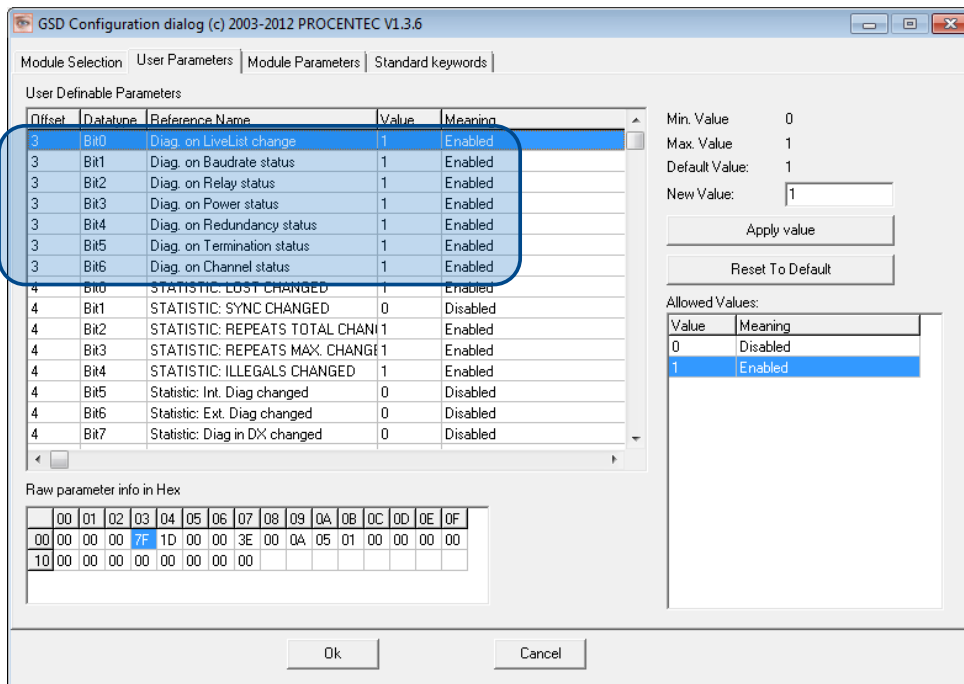 GSD Configuration dialog (c) 2003-2012 PROCENTEC V1.3.6
Module Selection User Parameters Module Parameters Standard keywords
User Definable Parameters
Offset Datatype Reference Name Value Meaning
3 Bit0 Diag. on LiveList change 1 Enabled
3 Bit1 Diag. on Baudrate status 1 Enabled
3 Bit2 Diag. on Relay status 1 Enabled
3 Bit3 Diag. on Power status 1 Enabled
3 Bit4 Diag. on Redundancy status 1 Enabled
3 Bit5 Diag. on Termination status 1 Enabled
3 Bit6 Diag. on Channel status 1 Enabled
4 Bit0 STATISTIC: LOST CHANGED 1 Enabled
4 Bit1 STATISTIC: SYNC CHANGED 0 Disabled
4 Bit2 STATISTIC: REPEATS TOTAL CHAN 1 Enabled
4 Bit3 STATISTIC: REPEATS MAX. CHANGE 1 Enabled
4 Bit4 STATISTIC: ILLEGALS CHANGED 1 Enabled
4 Bit5 Statistic: Int. Diag changed 0 Disabled
4 Bit6 Statistic: Ext. Diag changed 0 Disabled
4 Bit7 Statistic: Diag in DX changed 0 Disabled
Min. Value 0
Max. Value 1
Default Value: 1
New Value: 1
Apply value
Reset To Default
Allowed Values:
Value Meaning
0 Disabled
1 Enabled
Raw parameter info in Hex
00 01 02 03 04 05 06 07 08 09 0A 0B 0C 0D 0E 0F
00 00 00 00 7F 1D 00 00 3E 00 0A 05 01 00 00 00 00
10 00 00 00 00 00 00 00 00
Ok Cancel